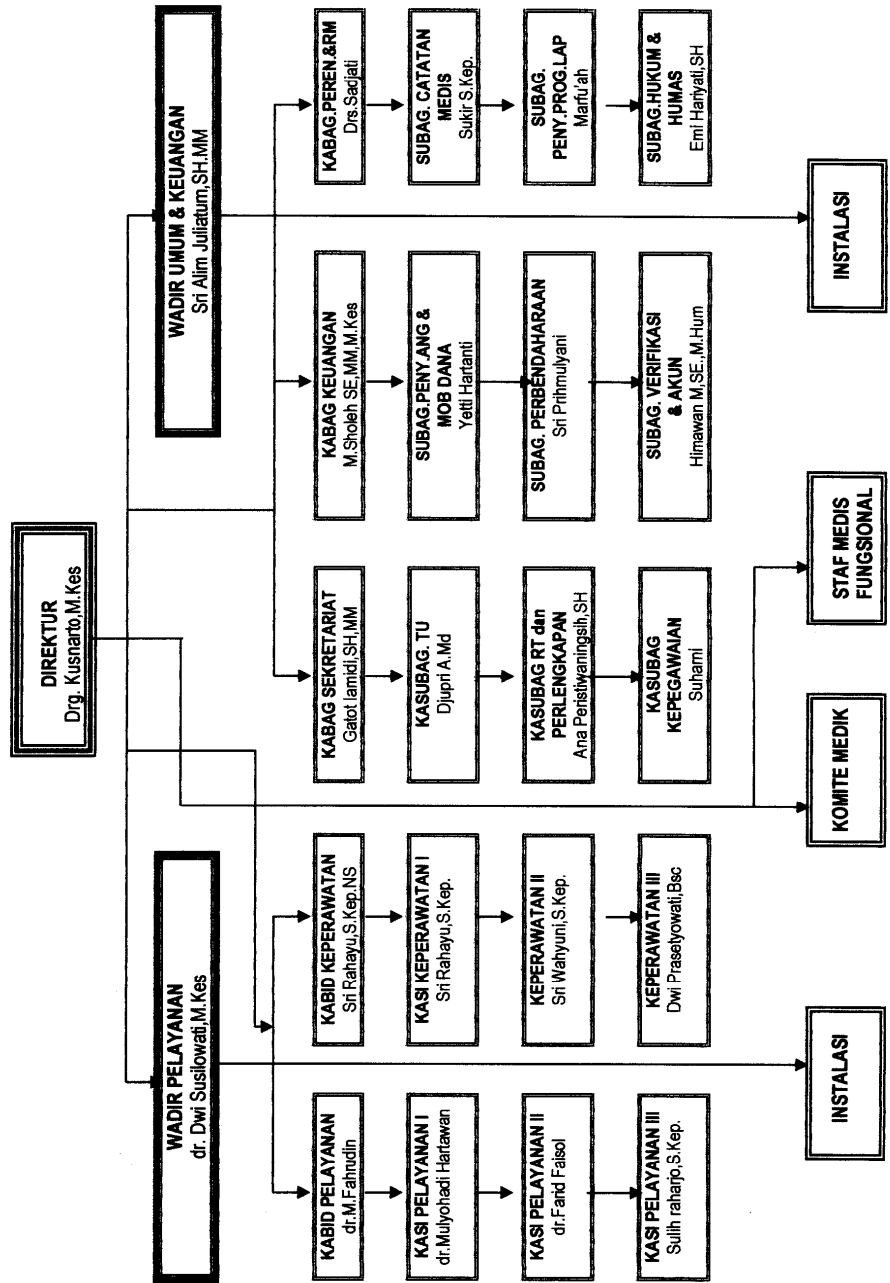 DIREKTUR
Drg. Kusnarto,M.Kes
WADIR PELAYANAN
dr. Dwi Susilowati,M.Kes
WADIR UMUM & KEUANGAN
Sri Alim Juliatum,SH.MM
KABID PELAYANAN
dr.M.Fahrudin
KABID KEPERAWATAN
Sri Rahayu,S.Kep.NS
KABAG SEKRETARIAT
Gatot Iamidi,SH,MM
KABAG KEUANGAN
M.Sholeh SE,MM,M.Kes
KABAG.PEREN.&RM
Drs.Sadjati
KASI PELAYANAN I
dr.Mulyohadi Hartawan
KASI KEPERAWATAN I
Sri Rahayu,S.Kep.
KASUBAG. TU
Djupri A.Md
SUBAG.PENY.ANG &
MOB DANA
Yetti Hartanti
SUBAG. CATATAN
MEDIS
Sukir S.Kep.
KASI PELAYANAN II
dr.Farid Faisol
KEPERAWATAN II
Sri Wahyuni,S.Kep.
KASUBAG RT dan
PERLENGKAPAN
Ana Peristiwaningsih,SH
SUBAG. PERBENDAHARAAN
Sri Prihmulyani
SUBAG.
PENY.PROG.LAP
Marfu'ah
KASI PELAYANAN III
Sulih raharjo,S.Kep.
KEPERAWATAN III
Dwi Prasetyowati,Bsc
KASUBAG
KEPEGAWAIAN
Suhami
SUBAG. VERIFIKASI
& AKUN
Himawan M,SE.,M.Hum
SUBAG.HUKUM &
HUMAS
Emi Hariyati,SH
INSTALASI
KOMITE MEDIK
STAF MEDIS
FUNGSIONAL
INSTALASI